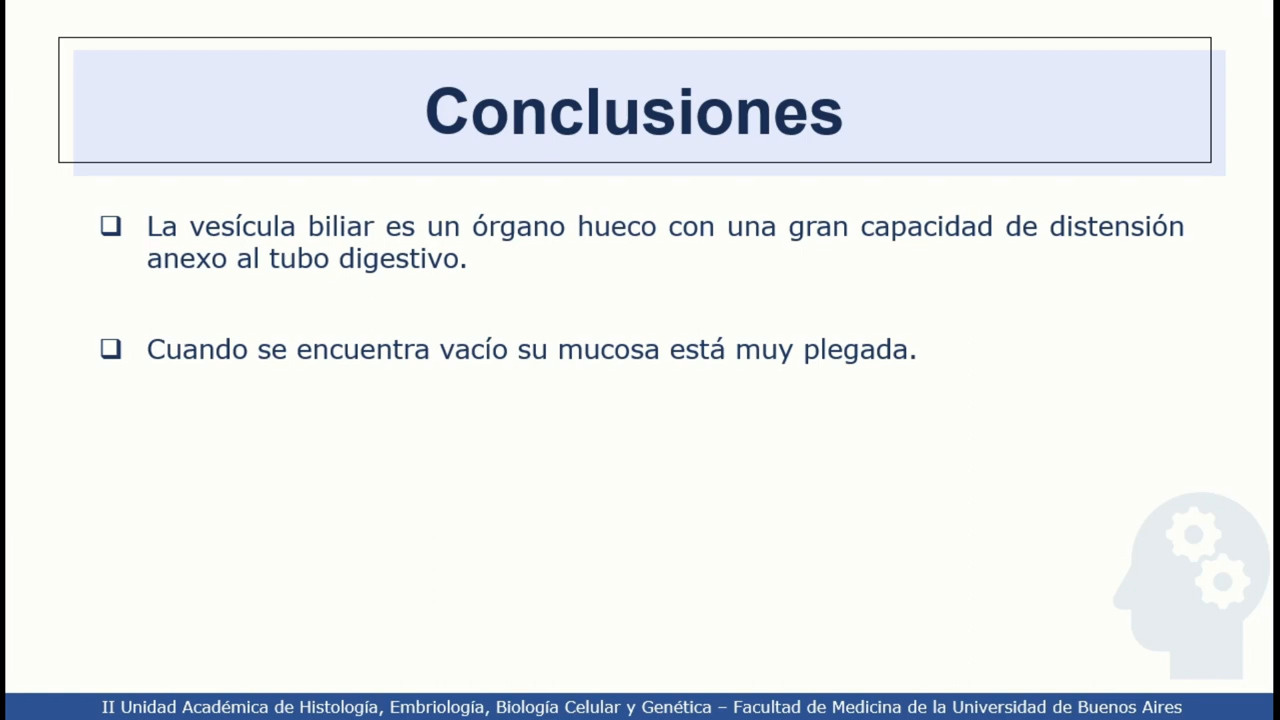 Conclusiones
❑ La vesícula biliar es un órgano hueco con una gran capacidad de distensión
anexo al tubo digestivo.
❑ Cuando se encuentra vacío su mucosa está muy plegada.
II Unidad Académica de Histología, Embriología, Biología Celular y Genética – Facultad de Medicina de la Universidad de Buenos Aires